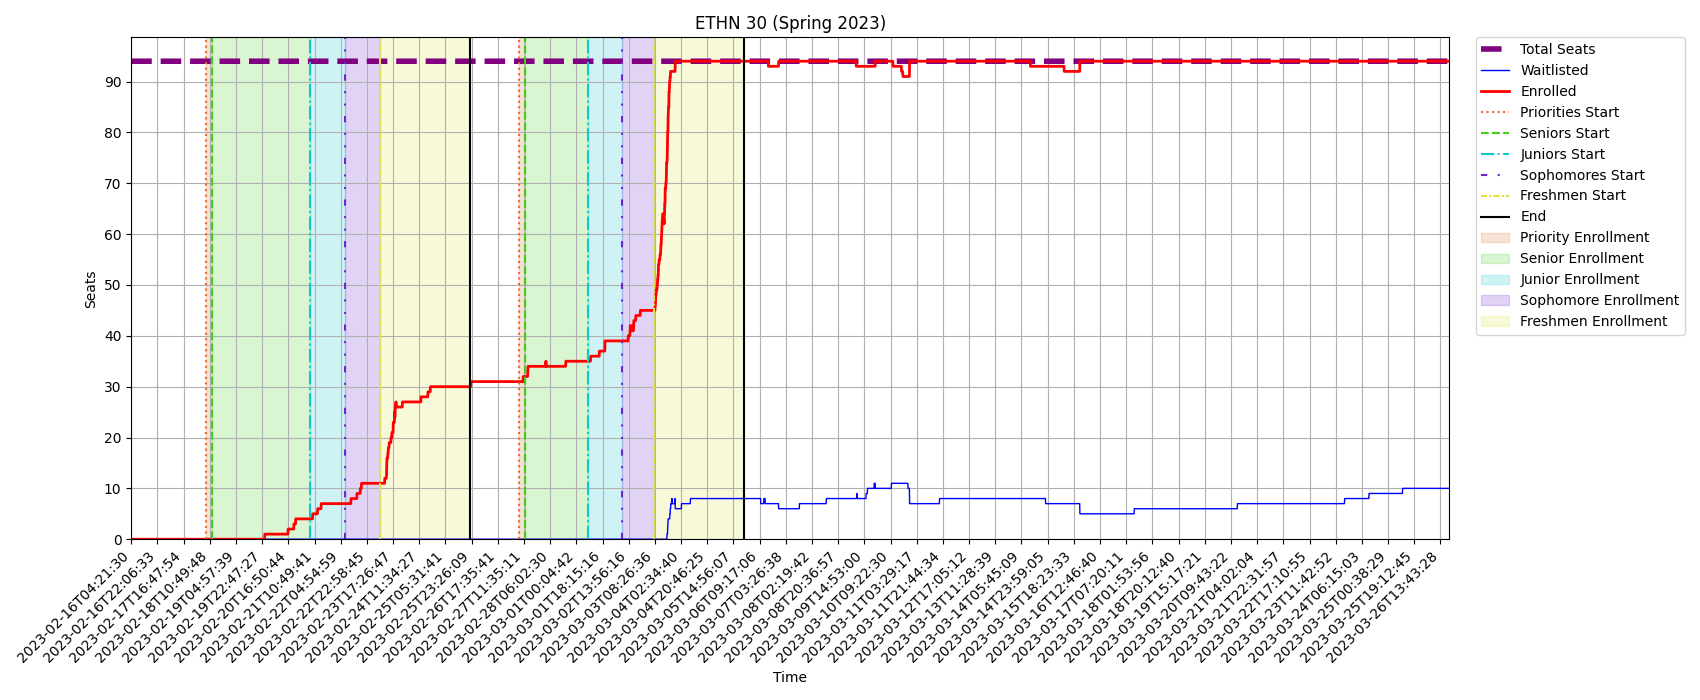 ETHN 30 (Spring 2023)
Total Seats
Waitlisted
Enrolled
Priorities Start
Seniors Start
Juniors Start
Sophomores Start
Freshmen Start
End
Priority Enrollment
Senior Enrollment
Junior Enrollment
Sophomore Enrollment
Freshmen Enrollment
Seats
90
80
70
60
50
40
30
20
10
0
2023-02-16T04:21:30
2023-02-16T22:06:33
2023-02-17T16:47:54
2023-02-18T10:49:48
2023-02-19T04:57:39
2023-02-19T22:47:27
2023-02-20T16:50:44
2023-02-21T10:49:41
2023-02-22T04:54:59
2023-02-22T22:58:45
2023-02-23T17:26:47
2023-02-24T11:34:27
2023-02-25T05:31:41
2023-02-25T23:26:09
2023-02-26T17:35:41
2023-02-27T11:35:11
2023-02-28T06:02:30
2023-03-01T00:04:42
2023-03-01T18:15:16
2023-03-02T13:56:16
2023-03-03T08:26:36
2023-03-04T02:34:40
2023-03-04T20:46:25
2023-03-05T14:56:07
2023-03-06T09:17:06
2023-03-07T03:26:38
2023-03-08T02:19:42
2023-03-08T20:36:57
2023-03-09T14:53:00
2023-03-10T09:22:30
2023-03-11T03:29:17
2023-03-11T21:44:34
2023-03-12T17:05:12
2023-03-13T11:28:39
2023-03-14T05:45:09
2023-03-14T23:59:05
2023-03-15T18:23:33
2023-03-16T12:46:40
2023-03-17T07:20:11
2023-03-18T01:53:56
2023-03-18T20:12:40
2023-03-19T15:17:21
2023-03-20T09:43:22
2023-03-21T04:02:04
2023-03-21T22:31:57
2023-03-22T17:10:55
2023-03-23T11:42:52
2023-03-24T06:15:03
2023-03-25T00:38:29
2023-03-25T19:12:45
2023-03-26T13:43:28
Time